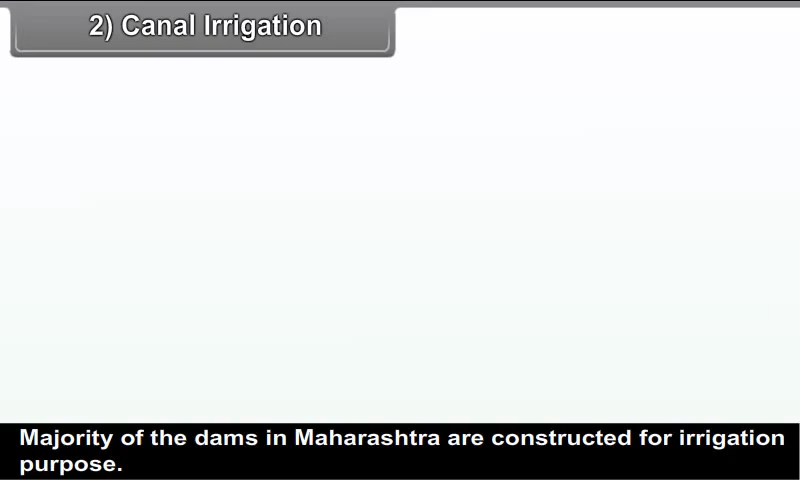 2) Canal Irrigation
Majority of the dams in Maharashtra are constructed for irrigation
purpose.